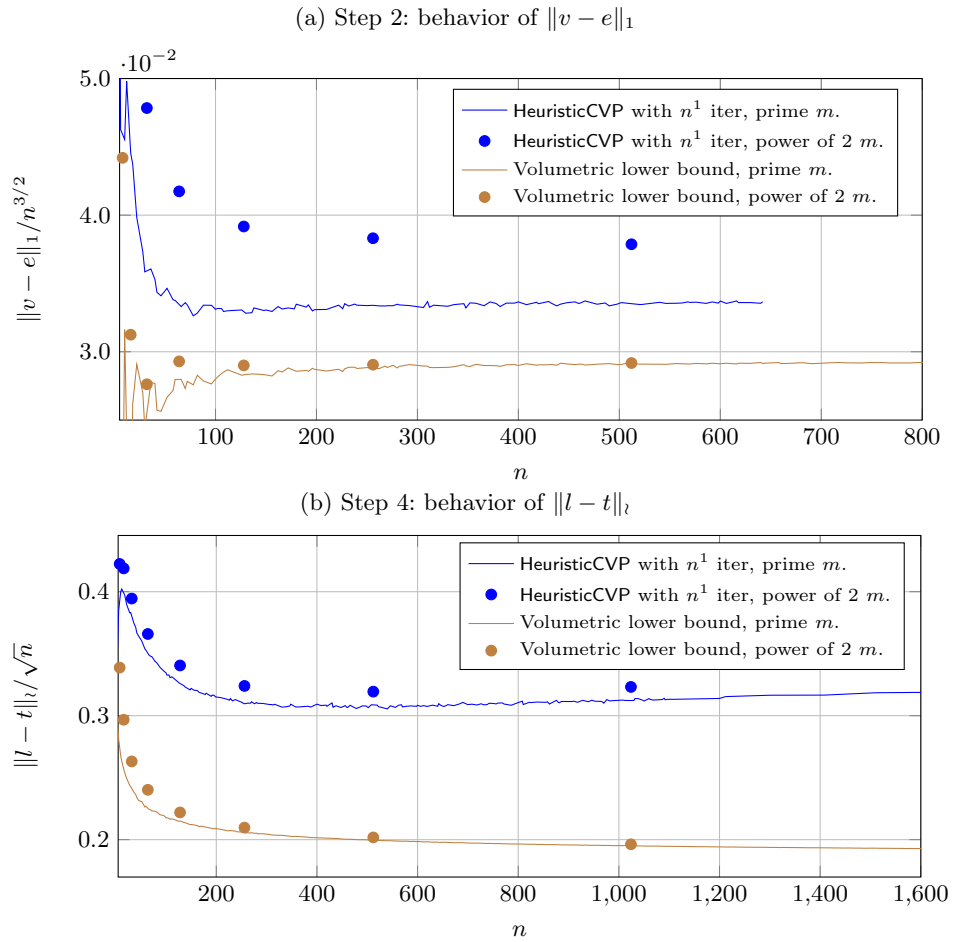 (a) Step 2: behavior of ‖v − e‖₁
·10⁻²
5.0
4.0
3.0
‖v − e‖₁/n^{3/2}
HeuristicCVP with n¹ iter, prime m.
HeuristicCVP with n¹ iter, power of 2 m.
Volumetric lower bound, prime m.
Volumetric lower bound, power of 2 m.
100 200 300 400 500 600 700 800
n
(b) Step 4: behavior of ‖l − t‖≀
0.4
0.3
0.2
‖l − t‖≀/√n
HeuristicCVP with n¹ iter, prime m.
HeuristicCVP with n¹ iter, power of 2 m.
Volumetric lower bound, prime m.
Volumetric lower bound, power of 2 m.
200 400 600 800 1,000 1,200 1,400 1,600
n